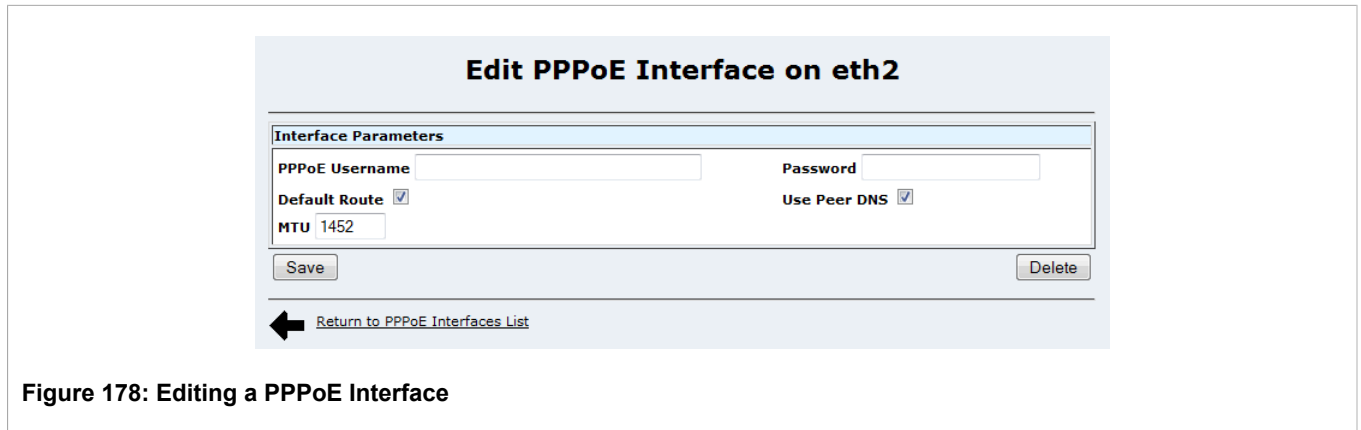 Edit PPPoE Interface on eth2
Interface Parameters
PPPoE Username Password
Default Route Use Peer DNS
MTU 1452
Save Delete
Return to PPPoE Interfaces List
Figure 178: Editing a PPPoE Interface